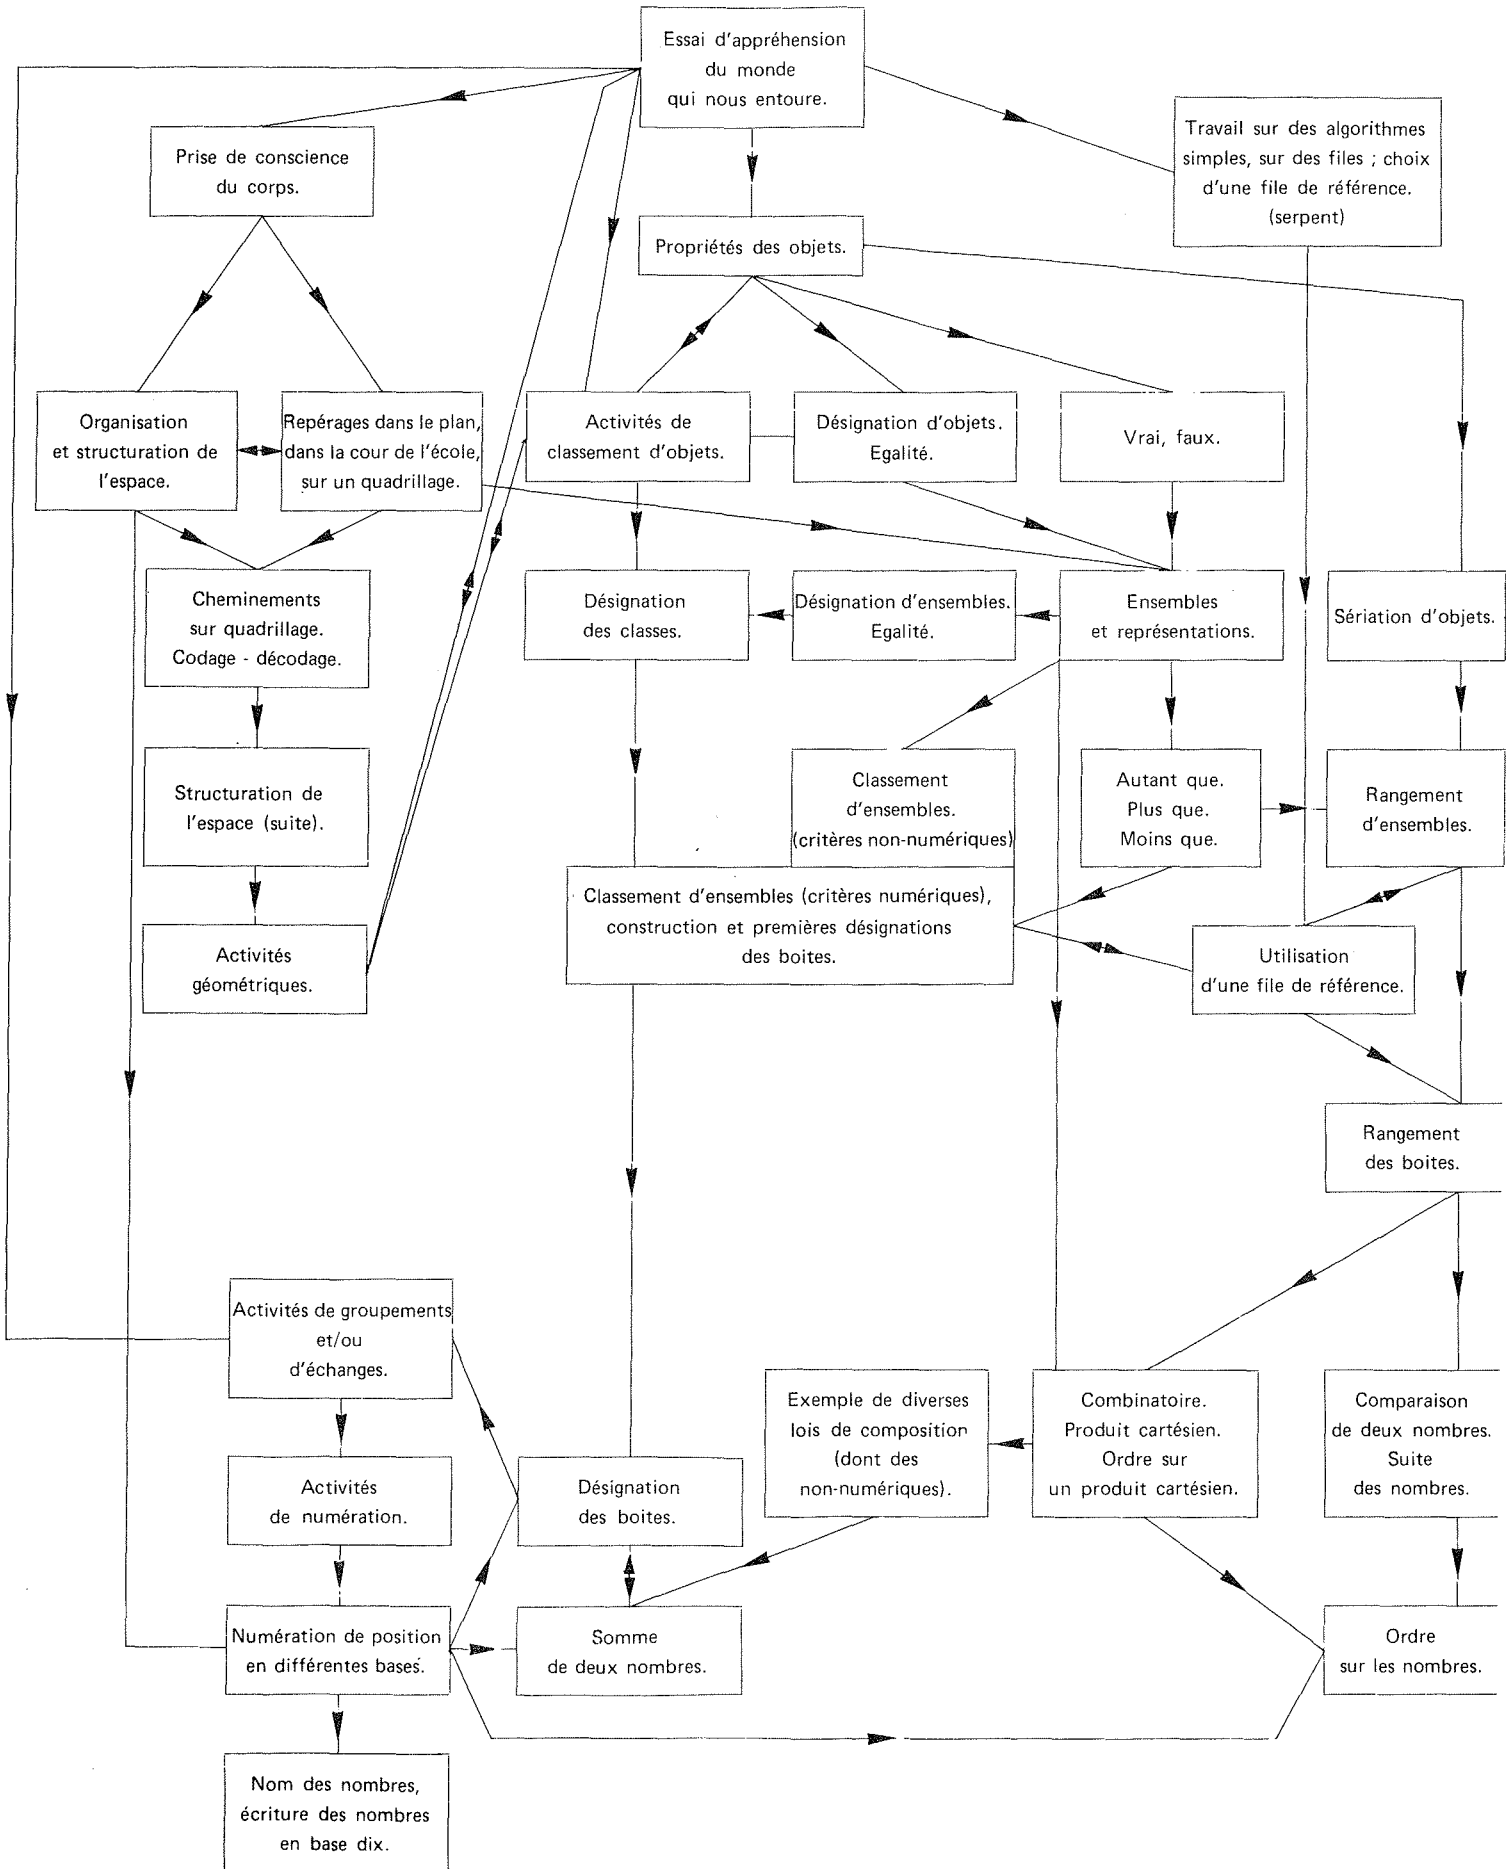 Essai d'appréhension
du monde
qui nous entoure.
Prise de conscience
du corps.
Travail sur des algorithmes
simples, sur des files ; choix
d'une file de référence.
(serpent)
Propriétés des objets.
Organisation
et structuration de
l'espace.
Repérages dans le plan,
dans la cour de l'école,
sur un quadrillage.
Activités de
classement d'objets.
Désignation d'objets.
Egalité.
Vrai, faux.
Cheminements
sur quadrillage.
Codage - décodage.
Désignation
des classes.
Désignation d'ensembles.
Egalité.
Ensembles
et représentations.
Sériation d'objets.
Structuration de
l'espace (suite).
Classement
d'ensembles.
(critères non-numériques)
Autant que.
Plus que.
Moins que.
Rangement
d'ensembles.
Classement d'ensembles (critères numériques),
construction et premières désignations
des boites.
Activités
géométriques.
Utilisation
d'une file de référence.
Rangement
des boites.
Activités de groupements
et/ou
d'échanges.
Exemple de diverses
lois de composition
(dont des
non-numériques).
Combinatoire.
Produit cartésien.
Ordre sur
un produit cartésien.
Comparaison
de deux nombres.
Suite
des nombres.
Activités
de numération.
Désignation
des boites.
Numération de position
en différentes bases.
Somme
de deux nombres.
Ordre
sur les nombres.
Nom des nombres,
écriture des nombres
en base dix.